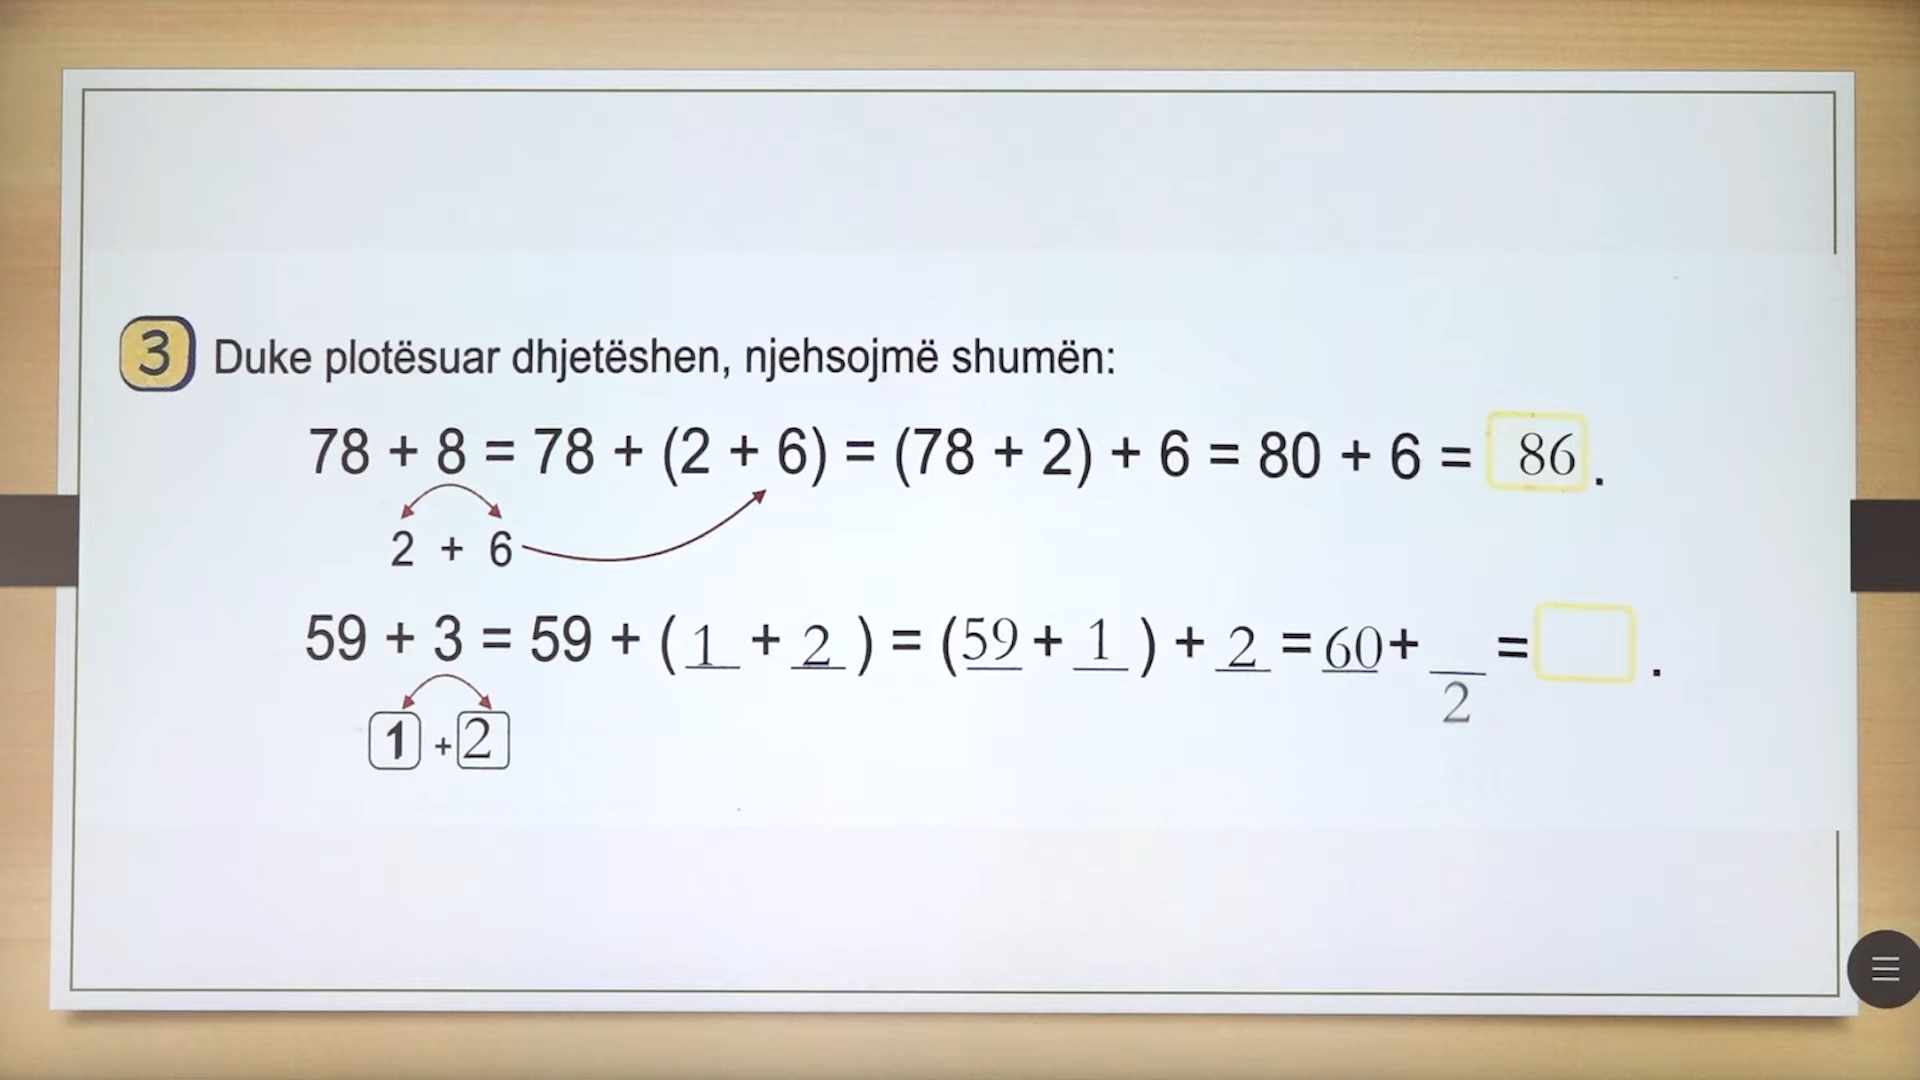 3 Duke plotësuar dhjetëshen, njehsojmë shumën:
78 + 8 = 78 + (2 + 6) = (78 + 2) + 6 = 80 + 6 = 86 .
2 + 6
59 + 3 = 59 + ( 1 + 2 ) = (59 + 1 ) + 2 = 60 + __ = .
2
1 + 2